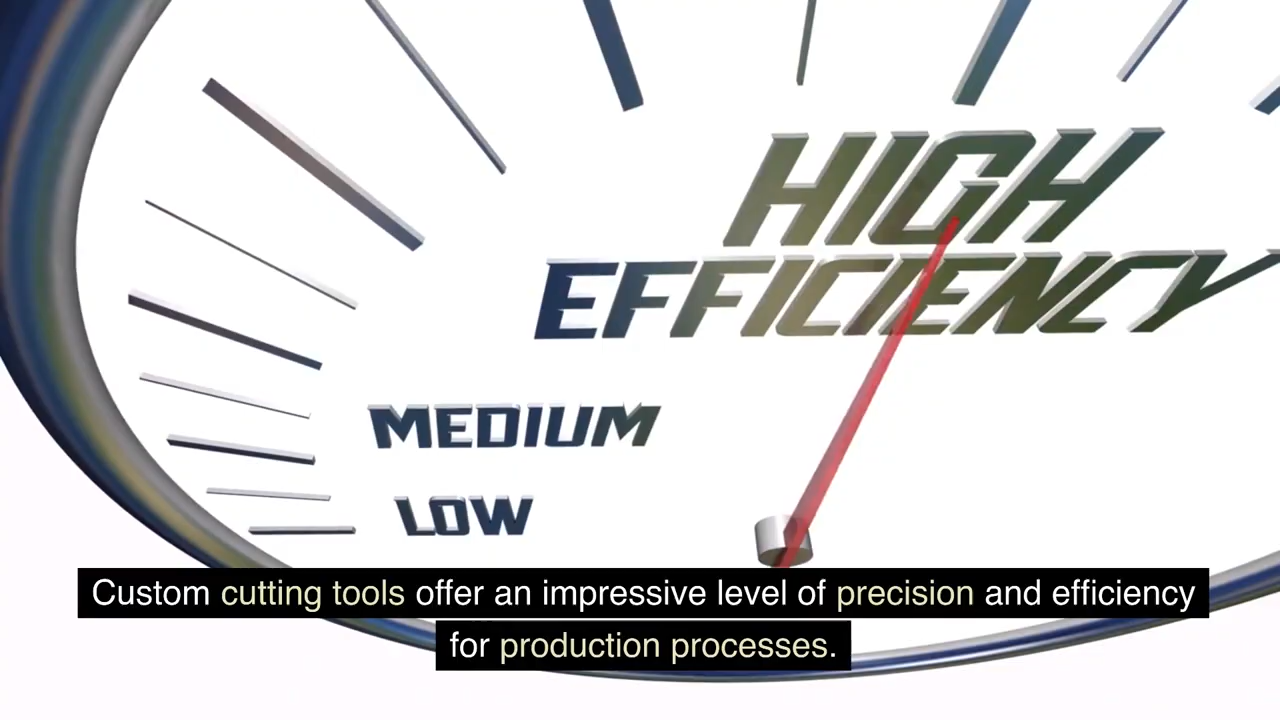 HIGH
EFFICIENCY
MEDIUM
LOW
Custom cutting tools offer an impressive level of precision and efficiency
for production processes.